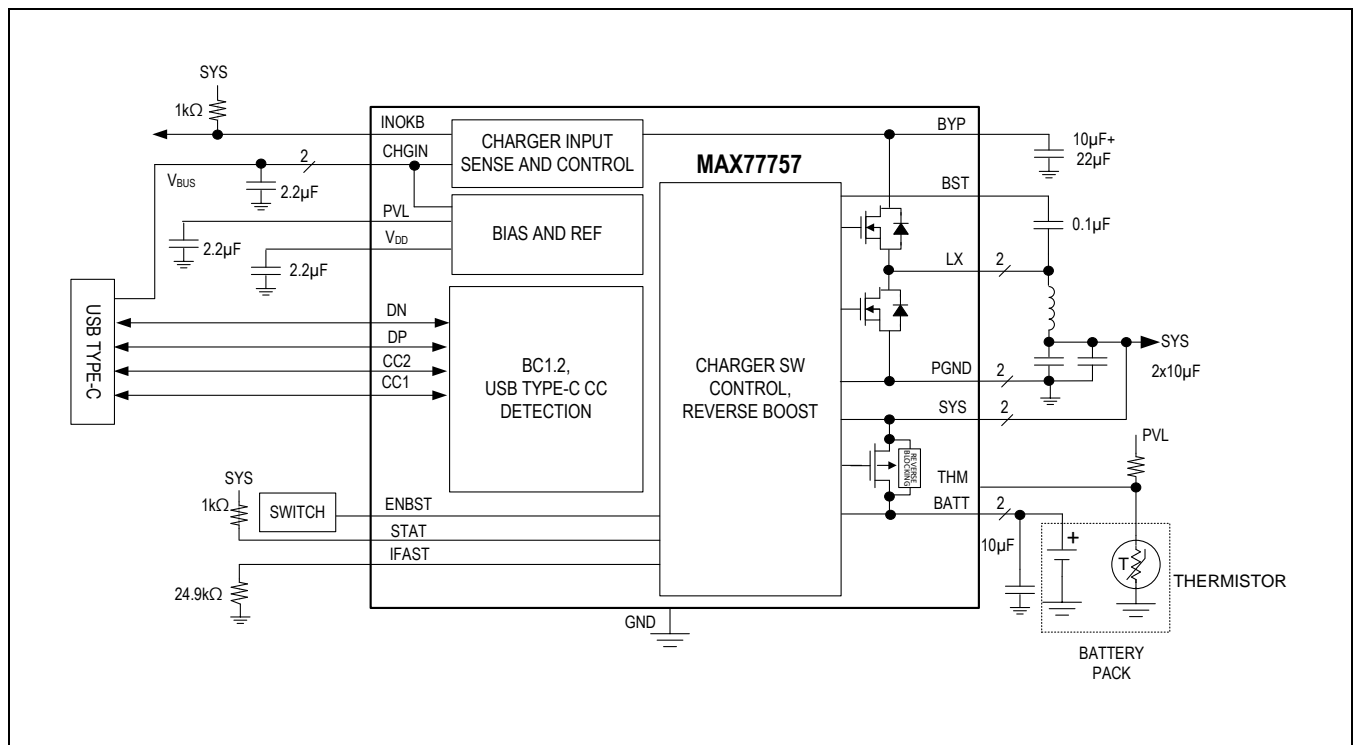 SYS
1kΩ
INOKB
CHGIN
2
V_BUS
2.2µF
PVL
2.2µF
V_DD
2.2µF
USB TYPE-C
DN
DP
CC2
CC1
SYS
1kΩ
SWITCH
ENBST
STAT
IFAST
24.9kΩ
GND
CHARGER INPUT
SENSE AND CONTROL
BIAS AND REF
BC1.2,
USB TYPE-C CC
DETECTION
MAX77757
CHARGER SW
CONTROL,
REVERSE BOOST
BYP
10µF+
22µF
BST
0.1µF
LX
2
SYS
2x10µF
PGND
2
SYS
2
REVERSE
BLOCKING
PVL
THM
BATT
2
10µF
+
T
THERMISTOR
BATTERY
PACK